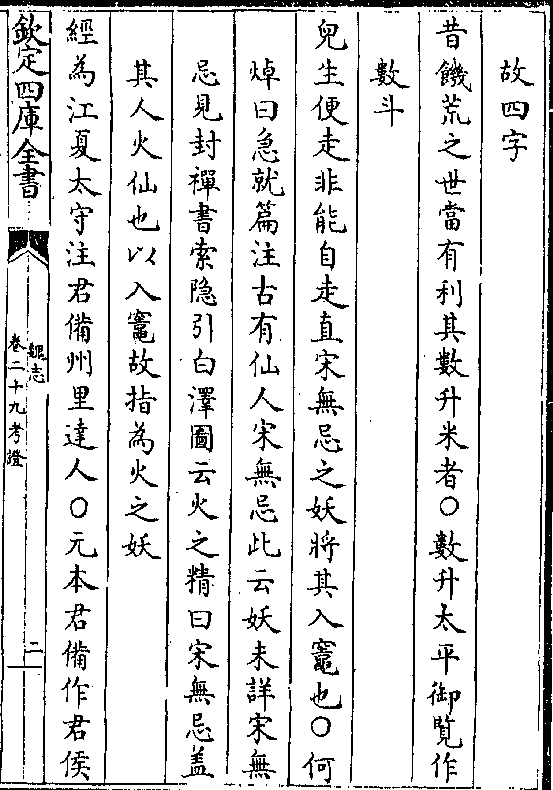 故四字
昔饑荒之世當有利其數升米者○數升太平御覽作
數斗
兒生便走非能自走直宋無忌之妖將其入竈也○何
焯曰急就篇注古有仙人宋無忌此云妖未詳宋無
忌見封禪書索隐引白澤圖云火之精曰宋無忌盖
其人火仙也以入竈故指為火之妖
經為江夏太守注君備州里達人○元本君備作君侯
欽定四庫全書
魏志
卷二十九考證
二